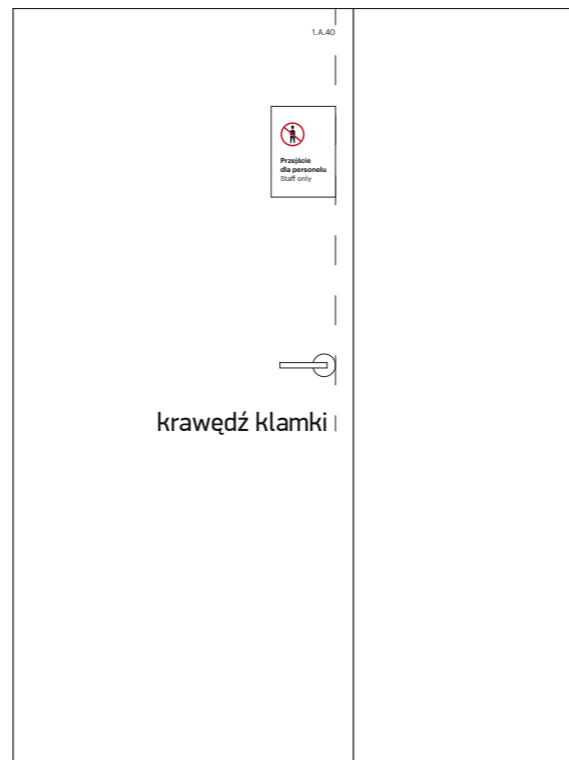 1.A.40
Przejście
dla personelu
Staff only
krawędź klamki